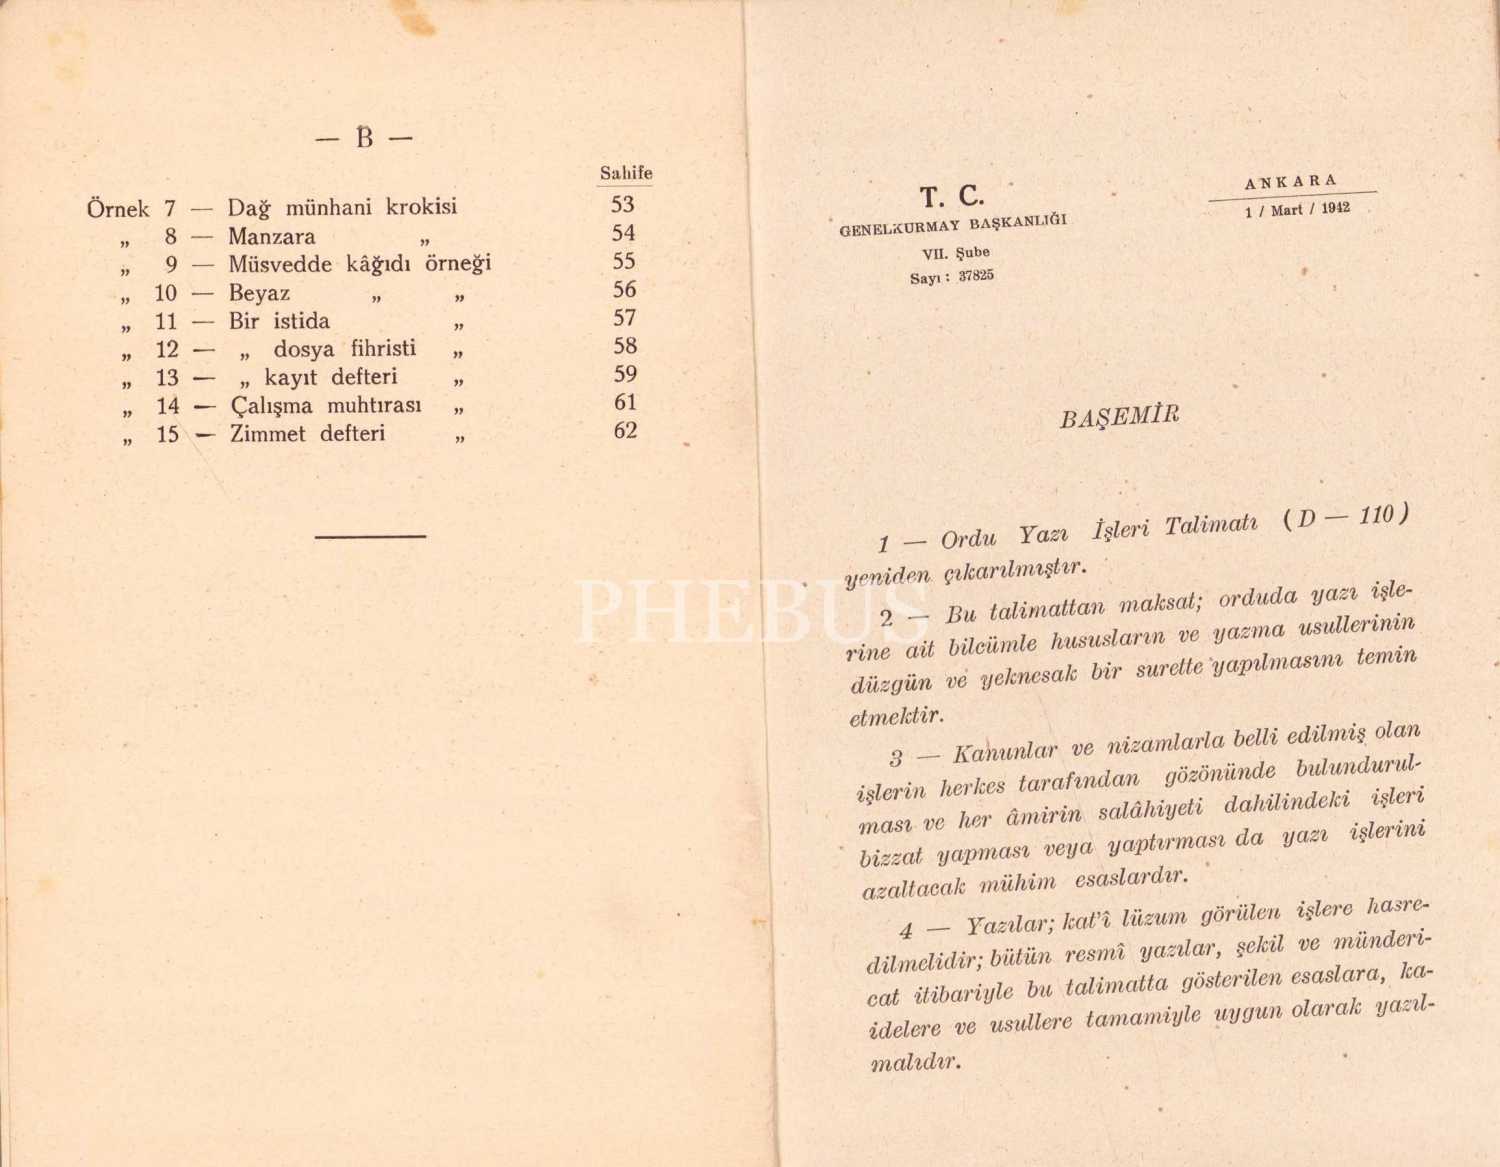 — B —
Sahife
Örnek 7 — Dağ münhani krokisi 53
„ 8 — Manzara „ 54
„ 9 — Müsvedde kâğıdı örneği 55
„ 10 — Beyaz „ „ 56
„ 11 — Bir istida „ 57
„ 12 — „ dosya fihristi „ 58
„ 13 — „ kayıt defteri „ 59
„ 14 — Çalışma muhtırası „ 61
„ 15 — Zimmet defteri „ 62
PHEBUS
T. C.
GENELKURMAY BAŞKANLIĞI
VII. Şube
Sayı : 37825
ANKARA
1 / Mart / 1942
BAŞEMİR
1 — Ordu Yazı İşleri Talimatı (D — 110)
yeniden çıkarılmıştır.
2 — Bu talimattan maksat; orduda yazı işle-
rine ait bilcümle hususların ve yazma usullerinin
düzgün ve yeknesak bir surette yapılmasını temin
etmektir.
3 — Kanunlar ve nizamlarla belli edilmiş olan
işlerin herkes tarafından gözönünde bulundurul-
ması ve her âmirin salâhiyeti dahilindeki işleri
bizzat yapması veya yaptırması da yazı işlerini
azaltacak mühim esaslardır.
4 — Yazılar; kat'î lüzum görülen işlere hasre-
dilmelidir; bütün resmî yazılar, şekil ve münderi-
cat itibariyle bu talimatta gösterilen esaslara, ka-
idelere ve usullere tamamiyle uygun olarak yazıl-
malıdır.